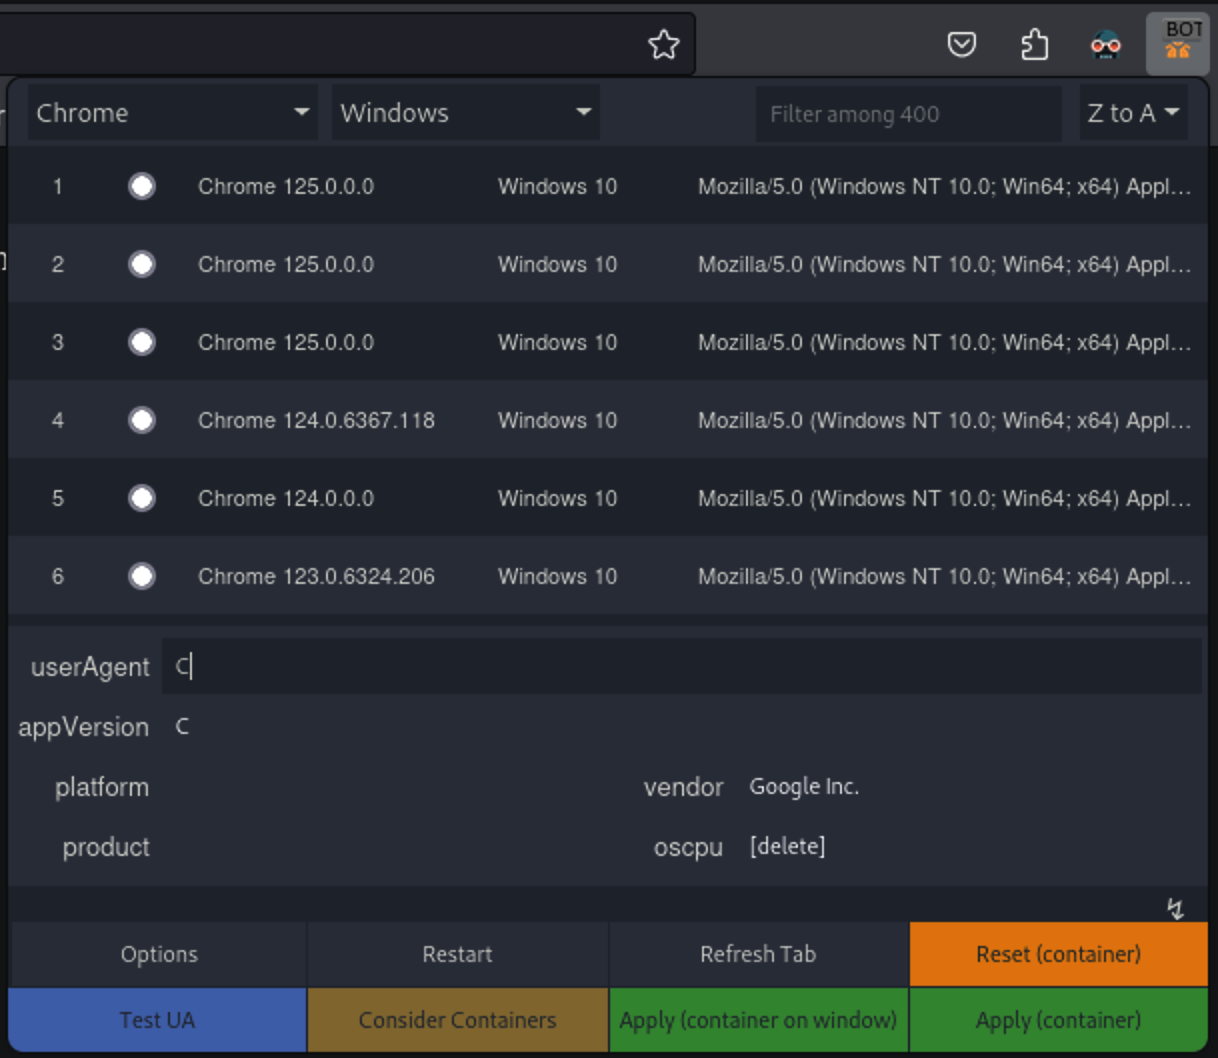 BOT
Chrome Windows Filter among 400 Z to A
1 Chrome 125.0.0.0 Windows 10 Mozilla/5.0 (Windows NT 10.0; Win64; x64) Appl...
2 Chrome 125.0.0.0 Windows 10 Mozilla/5.0 (Windows NT 10.0; Win64; x64) Appl...
3 Chrome 125.0.0.0 Windows 10 Mozilla/5.0 (Windows NT 10.0; Win64; x64) Appl...
4 Chrome 124.0.6367.118 Windows 10 Mozilla/5.0 (Windows NT 10.0; Win64; x64) Appl...
5 Chrome 124.0.0.0 Windows 10 Mozilla/5.0 (Windows NT 10.0; Win64; x64) Appl...
6 Chrome 123.0.6324.206 Windows 10 Mozilla/5.0 (Windows NT 10.0; Win64; x64) Appl...
userAgent C
appVersion C
platform vendor Google Inc.
product oscpu [delete]
Options Restart Refresh Tab Reset (container)
Test UA Consider Containers Apply (container on window) Apply (container)